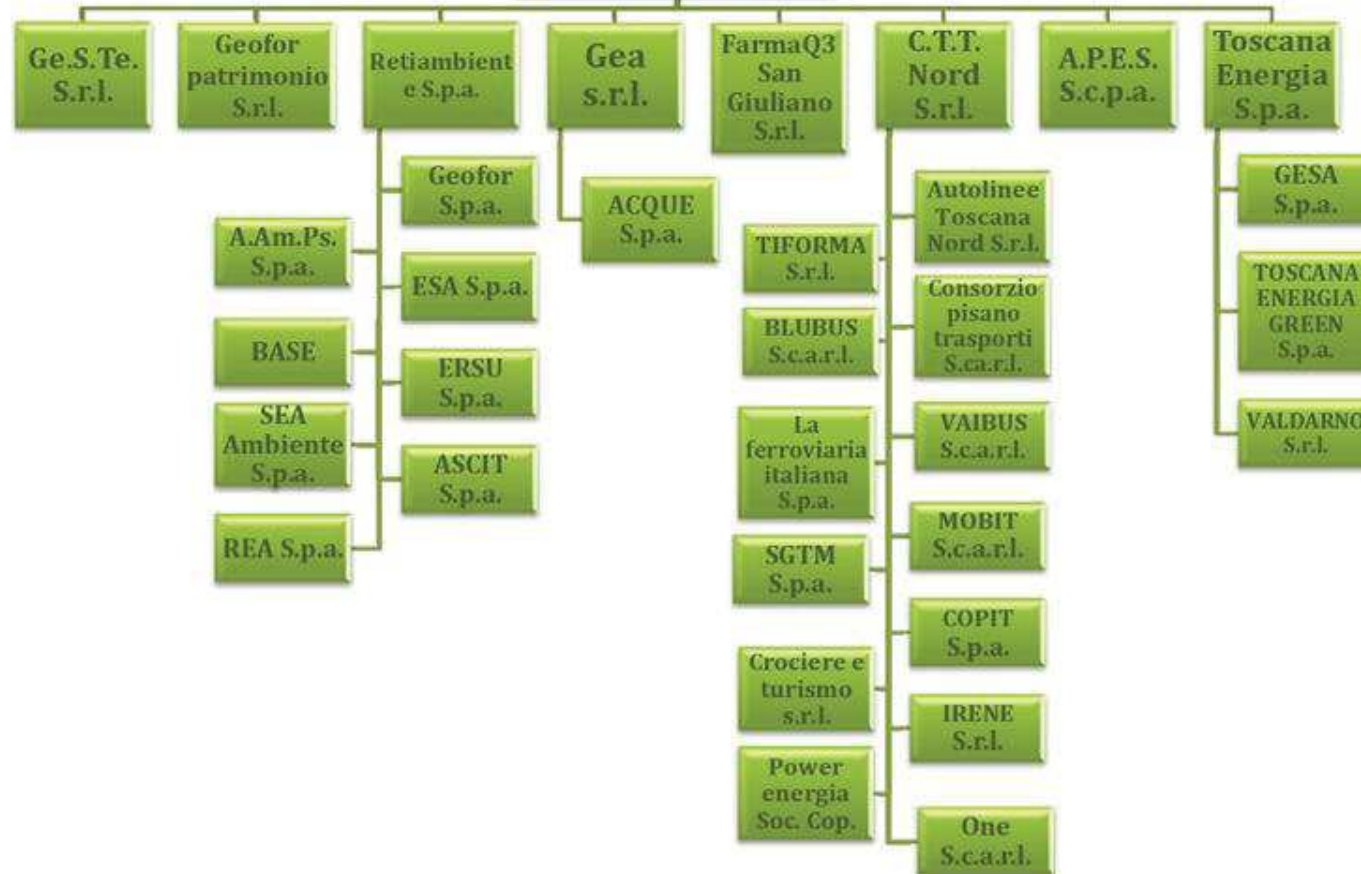 Ge.S.Te.
S.r.l.
Geofor
patrimonio
S.r.l.
Retiambient
e S.p.a.
Gea
s.r.l.
FarmaQ3
San
Giuliano
S.r.l.
C.T.T.
Nord
S.r.l.
A.P.E.S.
S.c.p.a.
Toscana
Energia
S.p.a.
Geofor
S.p.a.
A.Am.Ps.
S.p.a.
ESA S.p.a.
BASE
ERSU
S.p.a.
SEA
Ambiente
S.p.a.
ASCIT
S.p.a.
REA S.p.a.
ACQUE
S.p.a.
Autolinee
Toscana
Nord S.r.l.
TIFORMA
S.r.l.
Consorzio
pisano
trasporti
S.ca.r.l.
BLUBUS
S.c.a.r.l.
VAIBUS
S.c.a.r.l.
La
ferroviaria
italiana
S.p.a.
MOBIT
S.c.a.r.l.
SGTM
S.p.a.
COPIT
S.p.a.
Crociere e
turismo
s.r.l.
IRENE
S.r.l.
Power
energia
Soc. Cop.
One
S.c.a.r.l.
GESA
S.p.a.
TOSCANA
ENERGIA
GREEN
S.p.a.
VALDARNO
S.r.l.